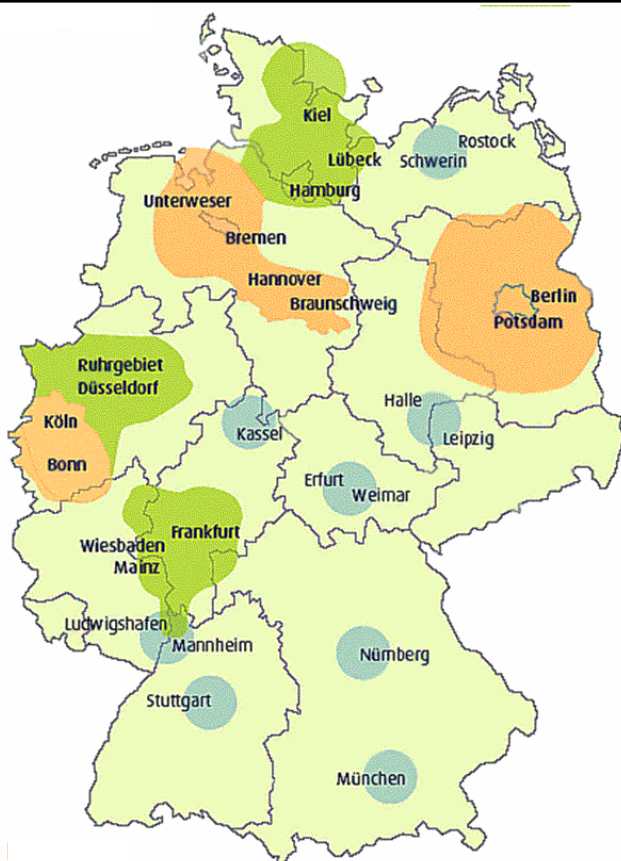 Kiel
Rostock
Lübeck
Schwerin
Hamburg
Unterweser
Bremen
Hannover
Berlin
Braunschweig
Potsdam
Ruhrgebiet
Düsseldorf
Halle
Köln
Kassel
Leipzig
Bonn
Erfurt
Weimar
Frankfurt
Wiesbaden
Mainz
Ludwigshafen
Mannheim
Nürnberg
Stuttgart
München